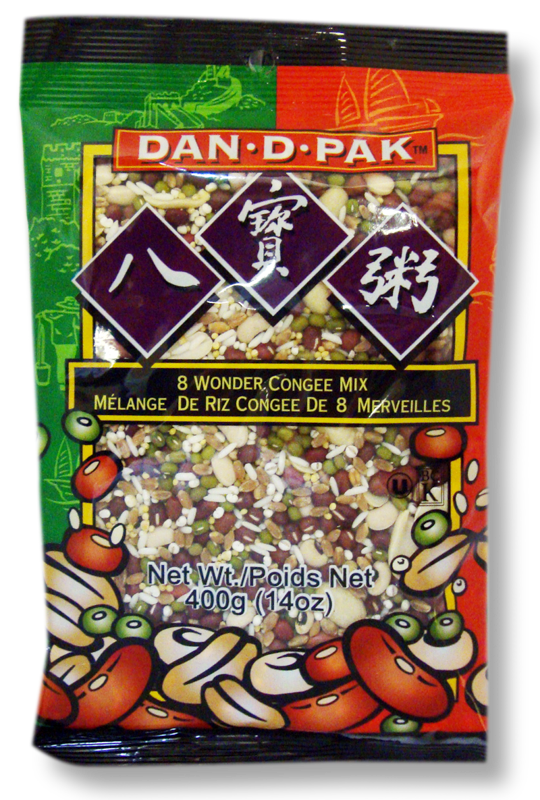 DAN·D·PAK™
八寶粥
8 WONDER CONGEE MIX
MÉLANGE DE RIZ CONGEE DE 8 MERVEILLES
U
K
Net Wt./Poids Net
400g (14oz)